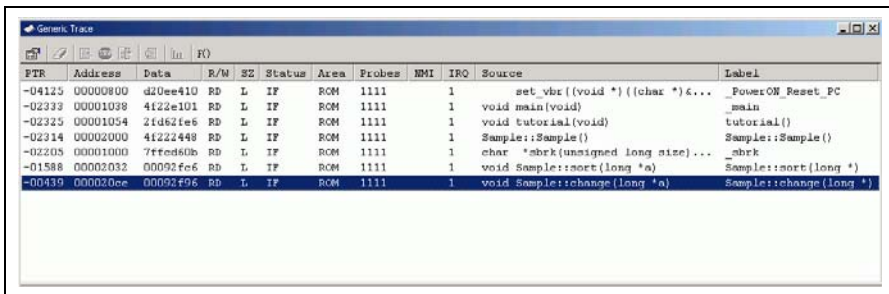 Generic Trace
F()
PTR Address Data R/W SZ Status Area Probes NMI IRQ Source Label
-04125 00000800 d20ee410 RD L IF ROM 1111 1 set_vbr((void *)((char *)&... _PowerON_Reset_PC
-02333 00001038 4f22e101 RD L IF ROM 1111 1 void main(void) _main
-02325 00001054 2fd62fe6 RD L IF ROM 1111 1 void tutorial(void) tutorial()
-02314 00002000 4f222448 RD L IF ROM 1111 1 Sample::Sample() Sample::Sample()
-02205 00001000 7ffcd60b RD L IF ROM 1111 1 char *sbrk(unsigned long size)... _sbrk
-01588 00002032 00092fc6 RD L IF ROM 1111 1 void Sample::sort(long *a) Sample::sort(long *)
-00439 000020ce 00092f96 RD L IF ROM 1111 1 void Sample::change(long *a) Sample::change(long *)